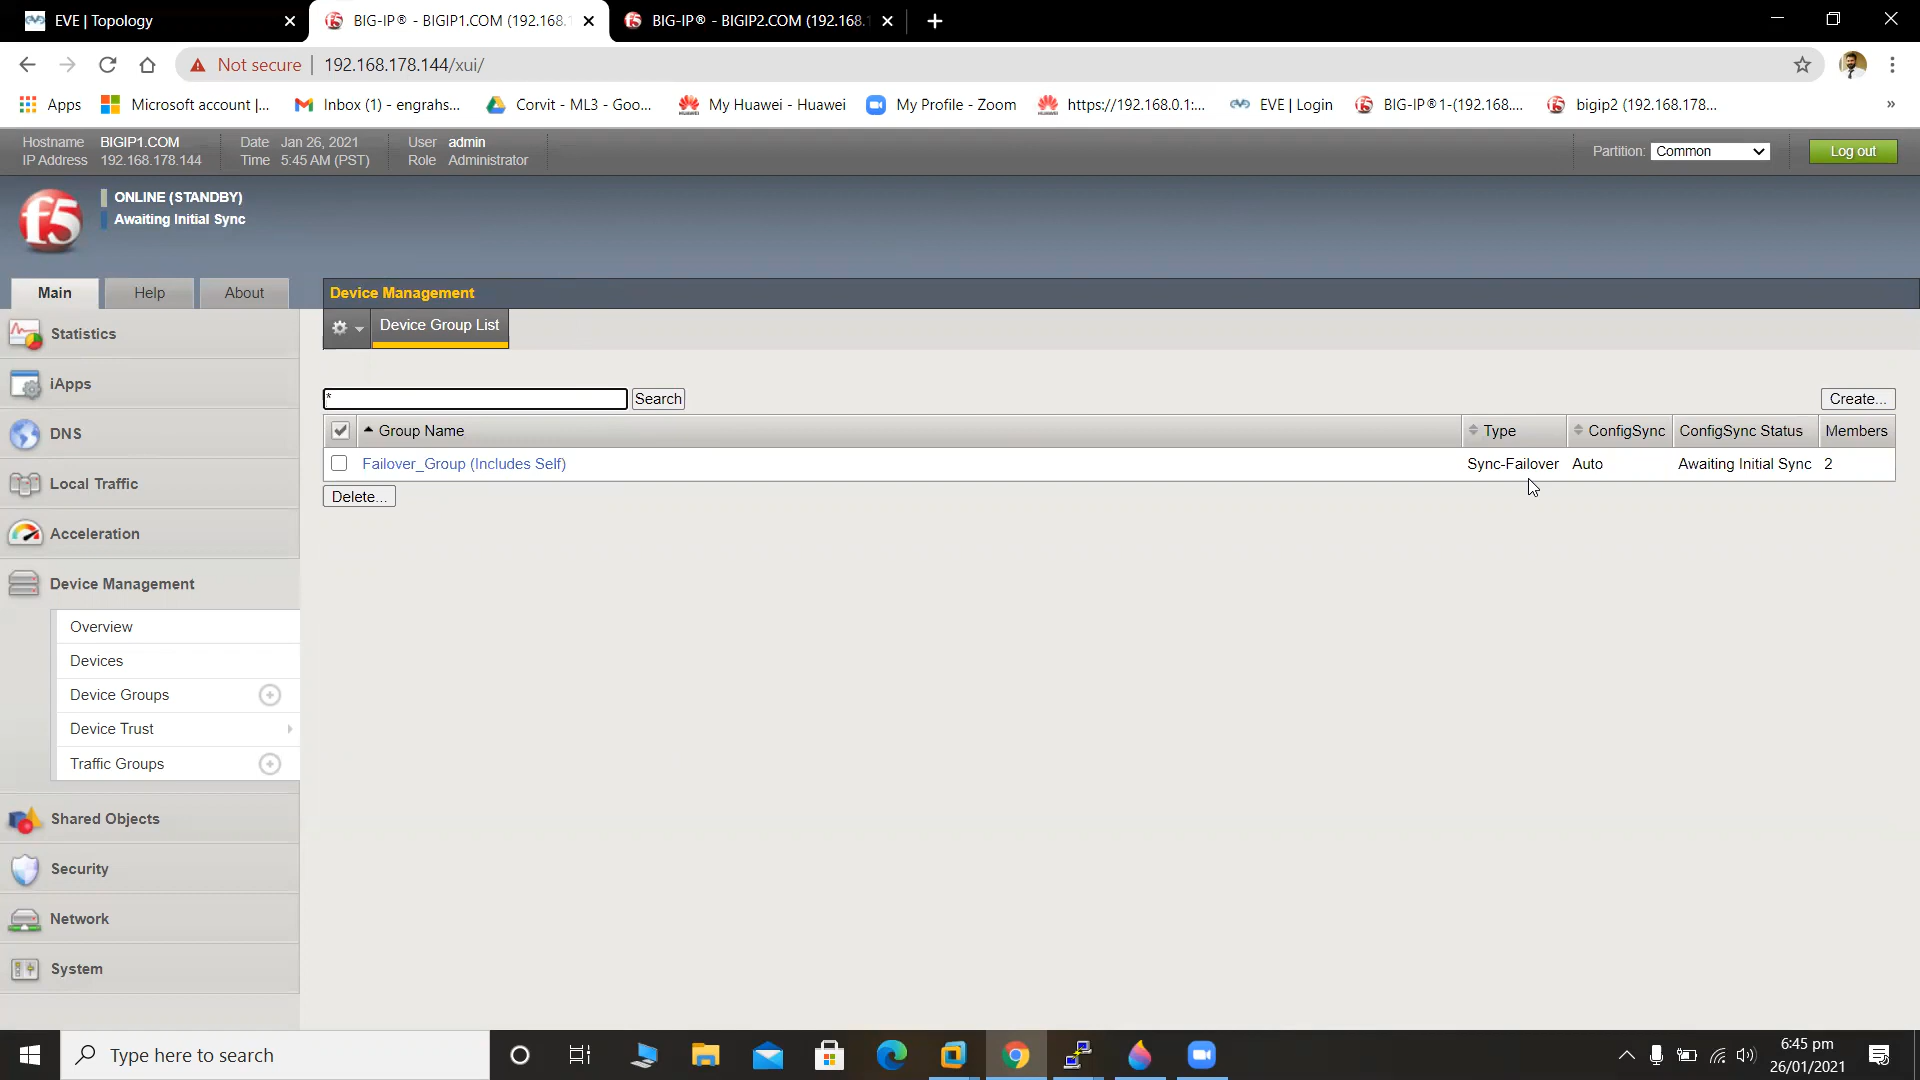 EVE | Topology
BIG-IP® - BIGIP1.COM (192.168.
BIG-IP® - BIGIP2.COM (192.168.1
Not secure | 192.168.178.144/xui/
Apps
Microsoft account |...
Inbox (1) - engrahs...
Corvit - ML3 - Goo...
My Huawei - Huawei
My Profile - Zoom
https://192.168.0.1:...
EVE | Login
BIG-IP®1-(192.168....
bigip2 (192.168.178...
»
Hostname BIGIP1.COM
IP Address 192.168.178.144
Date Jan 26, 2021
Time 5:45 AM (PST)
User admin
Role Administrator
Partition: Common
Log out
f5
ONLINE (STANDBY)
Awaiting Initial Sync
Main
Help
About
Device Management
Device Group List
Statistics
iApps
DNS
Local Traffic
Acceleration
Device Management
Overview
Devices
Device Groups
Device Trust
Traffic Groups
Shared Objects
Security
Network
System
*
Search
Create...
Group Name
Type
ConfigSync
ConfigSync Status
Members
Failover_Group (Includes Self)
Sync-Failover
Auto
Awaiting Initial Sync
2
Delete...
Type here to search
6:45 pm
26/01/2021